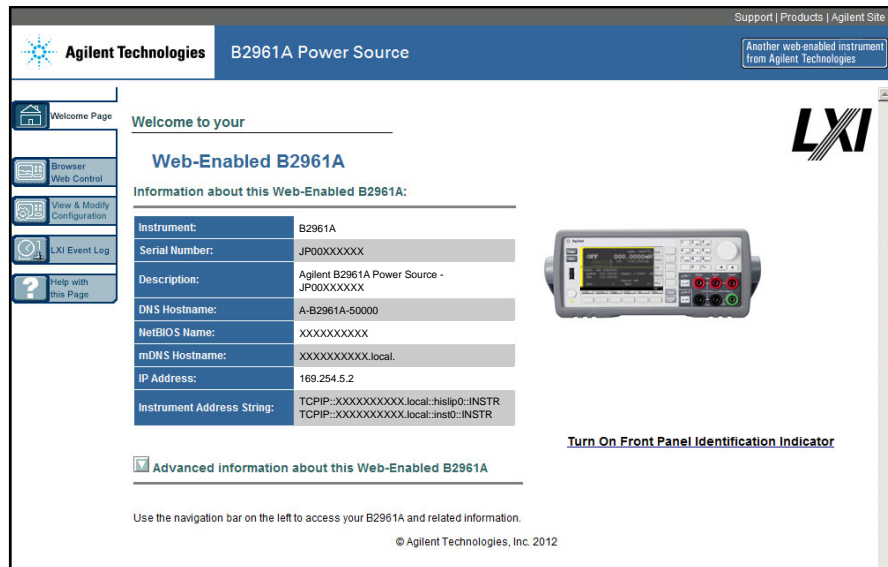 Support | Products | Agilent Site
Agilent Technologies
B2961A Power Source
Another web-enabled instrument
from Agilent Technologies
Welcome Page
Browser
Web Control
View & Modify
Configuration
LXI Event Log
Help with
this Page
Welcome to your
Web-Enabled B2961A
Information about this Web-Enabled B2961A:
Instrument: B2961A
Serial Number: JP00XXXXXX
Description: Agilent B2961A Power Source -
JP00XXXXXX
DNS Hostname: A-B2961A-50000
NetBIOS Name: XXXXXXXXXX
mDNS Hostname: XXXXXXXXXX.local.
IP Address: 169.254.5.2
Instrument Address String: TCPIP::XXXXXXXXXX.local::hislip0::INSTR
TCPIP::XXXXXXXXXX.local::inst0::INSTR
LXI
OFF 000.0000
Turn On Front Panel Identification Indicator
Advanced information about this Web-Enabled B2961A
Use the navigation bar on the left to access your B2961A and related information.
© Agilent Technologies, Inc. 2012